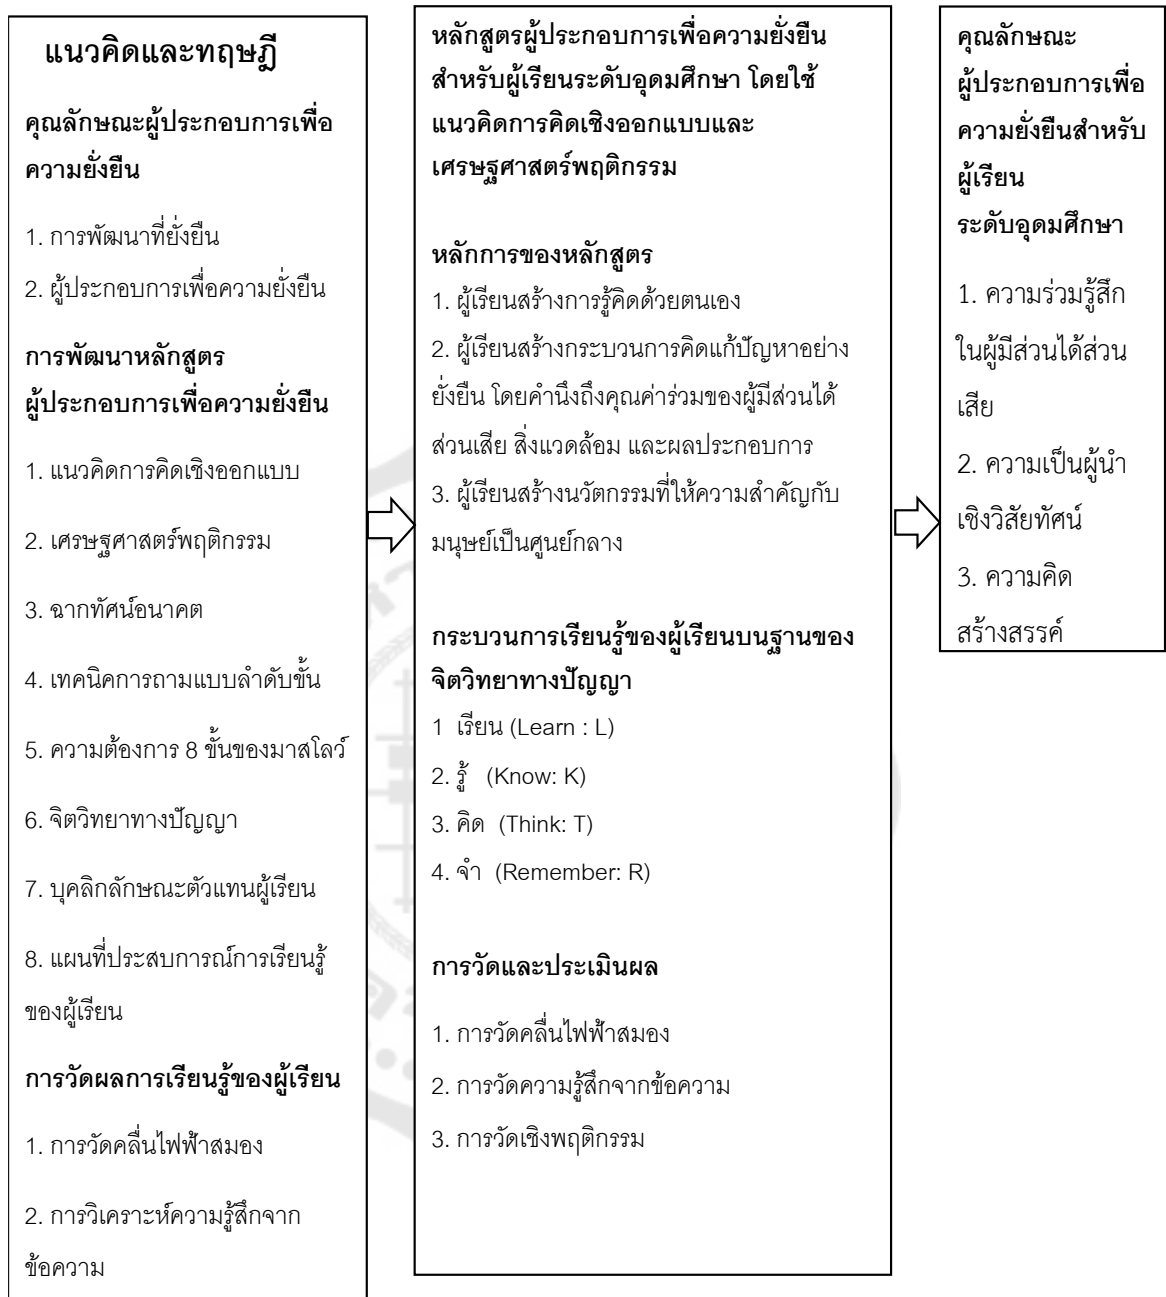 แนวคิดและทฤษฎี
คุณลักษณะผู้ประกอบการเพื่อ
ความยั่งยืน
1. การพัฒนาที่ยั่งยืน
2. ผู้ประกอบการเพื่อความยั่งยืน
การพัฒนาหลักสูตร
ผู้ประกอบการเพื่อความยั่งยืน
1. แนวคิดการคิดเชิงออกแบบ
2. เศรษฐศาสตร์พฤติกรรม
3. ฉากทัศน์อนาคต
4. เทคนิคการถามแบบลำดับขั้น
5. ความต้องการ 8 ขั้นของมาสโลว์
6. จิตวิทยาทางปัญญา
7. บุคลิกลักษณะตัวแทนผู้เรียน
8. แผนที่ประสบการณ์การเรียนรู้
ของผู้เรียน
การวัดผลการเรียนรู้ของผู้เรียน
1. การวัดคลื่นไฟฟ้าสมอง
2. การวิเคราะห์ความรู้สึกจาก
ข้อความ
หลักสูตรผู้ประกอบการเพื่อความยั่งยืน
สำหรับผู้เรียนระดับอุดมศึกษา โดยใช้
แนวคิดการคิดเชิงออกแบบและ
เศรษฐศาสตร์พฤติกรรม
หลักการของหลักสูตร
1. ผู้เรียนสร้างการรู้คิดด้วยตนเอง
2. ผู้เรียนสร้างกระบวนการคิดแก้ปัญหาอย่าง
ยั่งยืน โดยคำนึงถึงคุณค่าร่วมของผู้มีส่วนได้
ส่วนเสีย สิ่งแวดล้อม และผลประกอบการ
3. ผู้เรียนสร้างนวัตกรรมที่ให้ความสำคัญกับ
มนุษย์เป็นศูนย์กลาง
กระบวนการเรียนรู้ของผู้เรียนบนฐานของ
จิตวิทยาทางปัญญา
1 เรียน (Learn : L)
2. รู้ (Know: K)
3. คิด (Think: T)
4. จำ (Remember: R)
การวัดและประเมินผล
1. การวัดคลื่นไฟฟ้าสมอง
2. การวัดความรู้สึกจากข้อความ
3. การวัดเชิงพฤติกรรม
คุณลักษณะ
ผู้ประกอบการเพื่อ
ความยั่งยืนสำหรับ
ผู้เรียน
ระดับอุดมศึกษา
1. ความร่วมรู้สึก
ในผู้มีส่วนได้ส่วน
เสีย
2. ความเป็นผู้นำ
เชิงวิสัยทัศน์
3. ความคิด
สร้างสรรค์